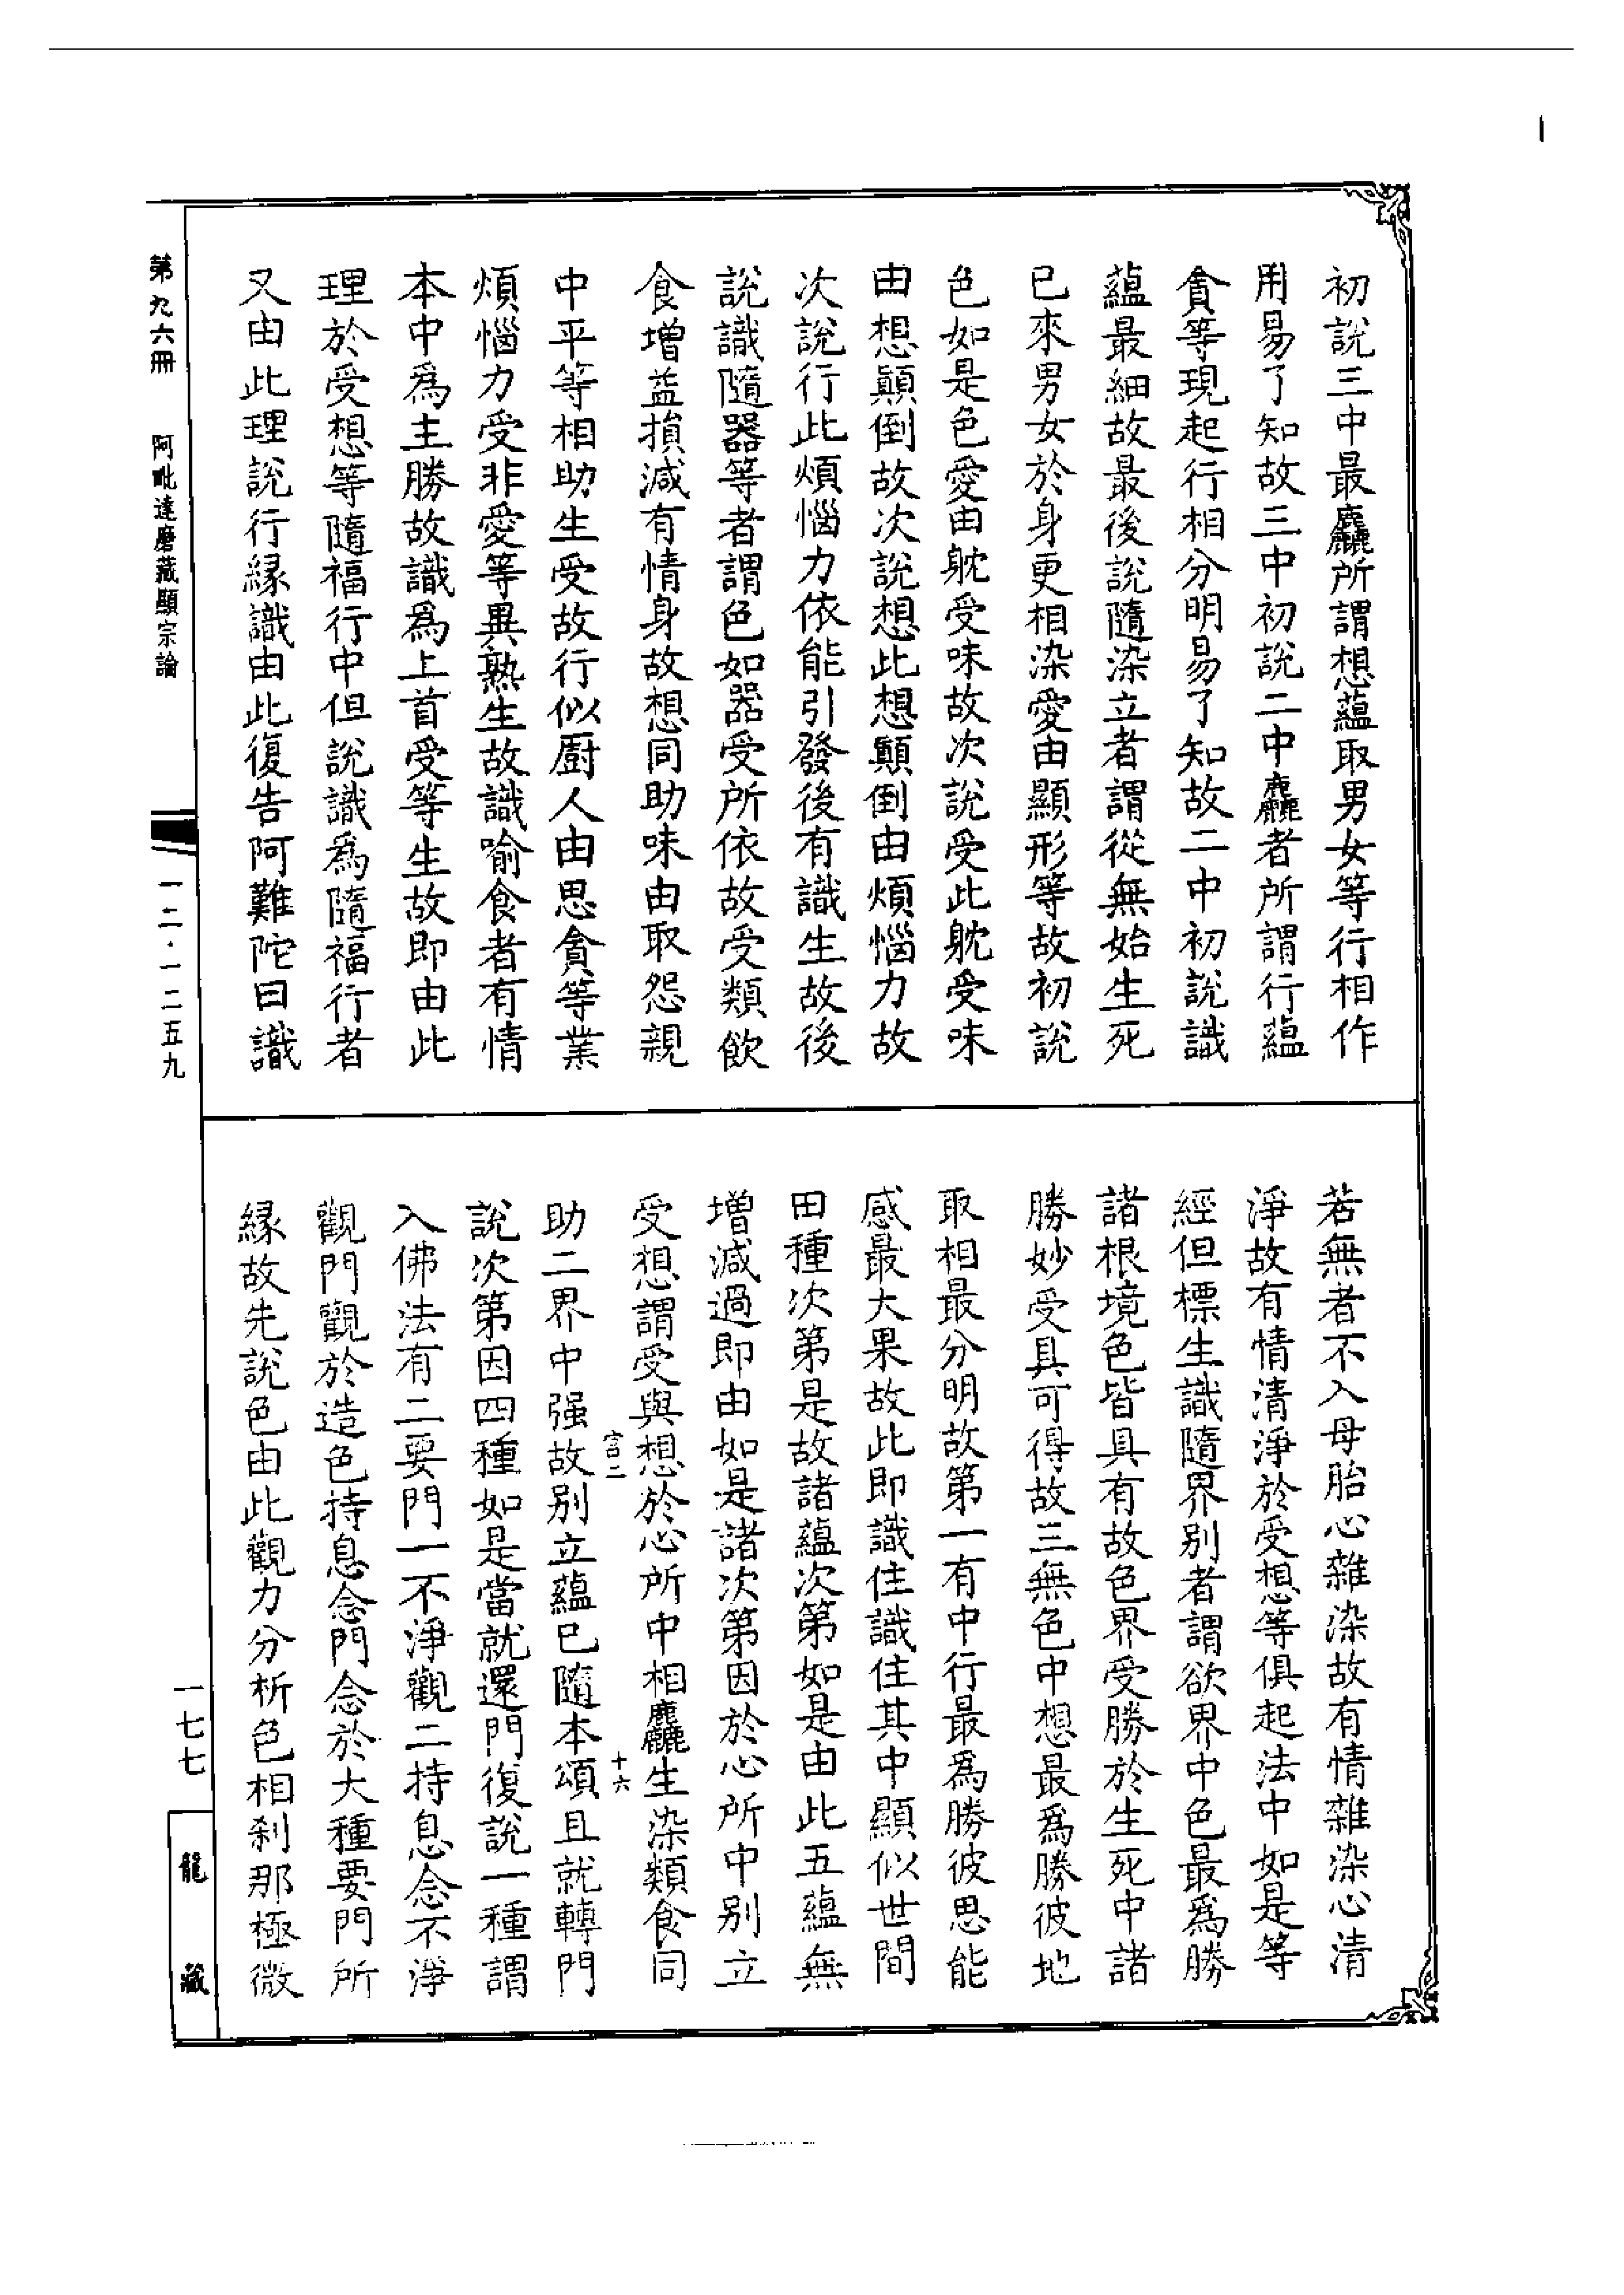 初說三中最麤所謂想蘊取男女等行相作
用易了知故三中初說二中麤者所謂行蘊
貪等現起行相分明易了知故二中初說識
蘊最細故最後說隨染立者謂從無始生死
已來男女於身更相染愛由顯形等故初說
色如是色愛由躭受味故次說受此躭受味
由想顚倒故次說想此想顚倒由煩惱力故
次說行此煩惱力依能引發後有識生故後
說識隨器等者謂色如器受所依故受類飲
食增益損減有情身故想同助味由取怨親
中平等相助生受故行似廚人由思貪等業
煩惱力受非愛等異熟生故識喻食者有情
本中爲主勝故識爲上首受等生故即由此
理於受想等隨福行中但說識爲隨福行者
又由此理說行緣識由此復告阿難陀曰識
若無者不入母胎心雜染故有情雜染心清
淨故有情清淨於受想等俱起法中如是等
經但標生識隨界別者謂欲界中色最爲勝
諸根境色皆具有故色界受勝於生死中諸
勝妙受具可得故三無色中想最爲勝彼地
取相最分明故第一有中行最爲勝彼思能
感最大果故此即識住識住其中顯似世間
田種次第是故諸蘊次第如是由此五蘊無
增減過即由如是諸次第因於心所中別立
受想謂受與想於心所中相麤生染類食同
宫二 十六
助二界中强故別立蘊已隨本頌且就轉門
說次第因四種如是當就還門復說一種謂
入佛法有二要門一不淨觀二持息念不淨
觀門觀於造色持息念門念於大種要門所
緣故先說色由此觀力分析色相刹那極微
第九六冊 阿毗達磨藏顯宗論
一二·一二五九
一七七
龍藏